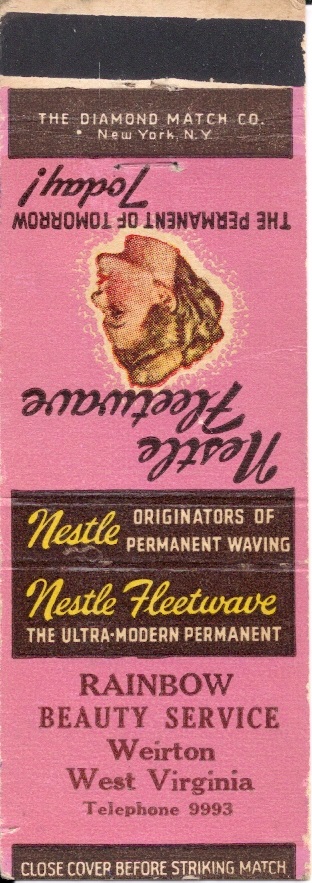 THE DIAMOND MATCH CO.
New York, N.Y
Nestle
Fleetwave
THE PERMANENT OF TOMORROW
Today!
Nestle ORIGINATORS OF
PERMANENT WAVING
Nestle Fleetwave
THE ULTRA-MODERN PERMANENT
RAINBOW
BEAUTY SERVICE
Weirton
West Virginia
Telephone 9993
CLOSE COVER BEFORE STRIKING MATCH